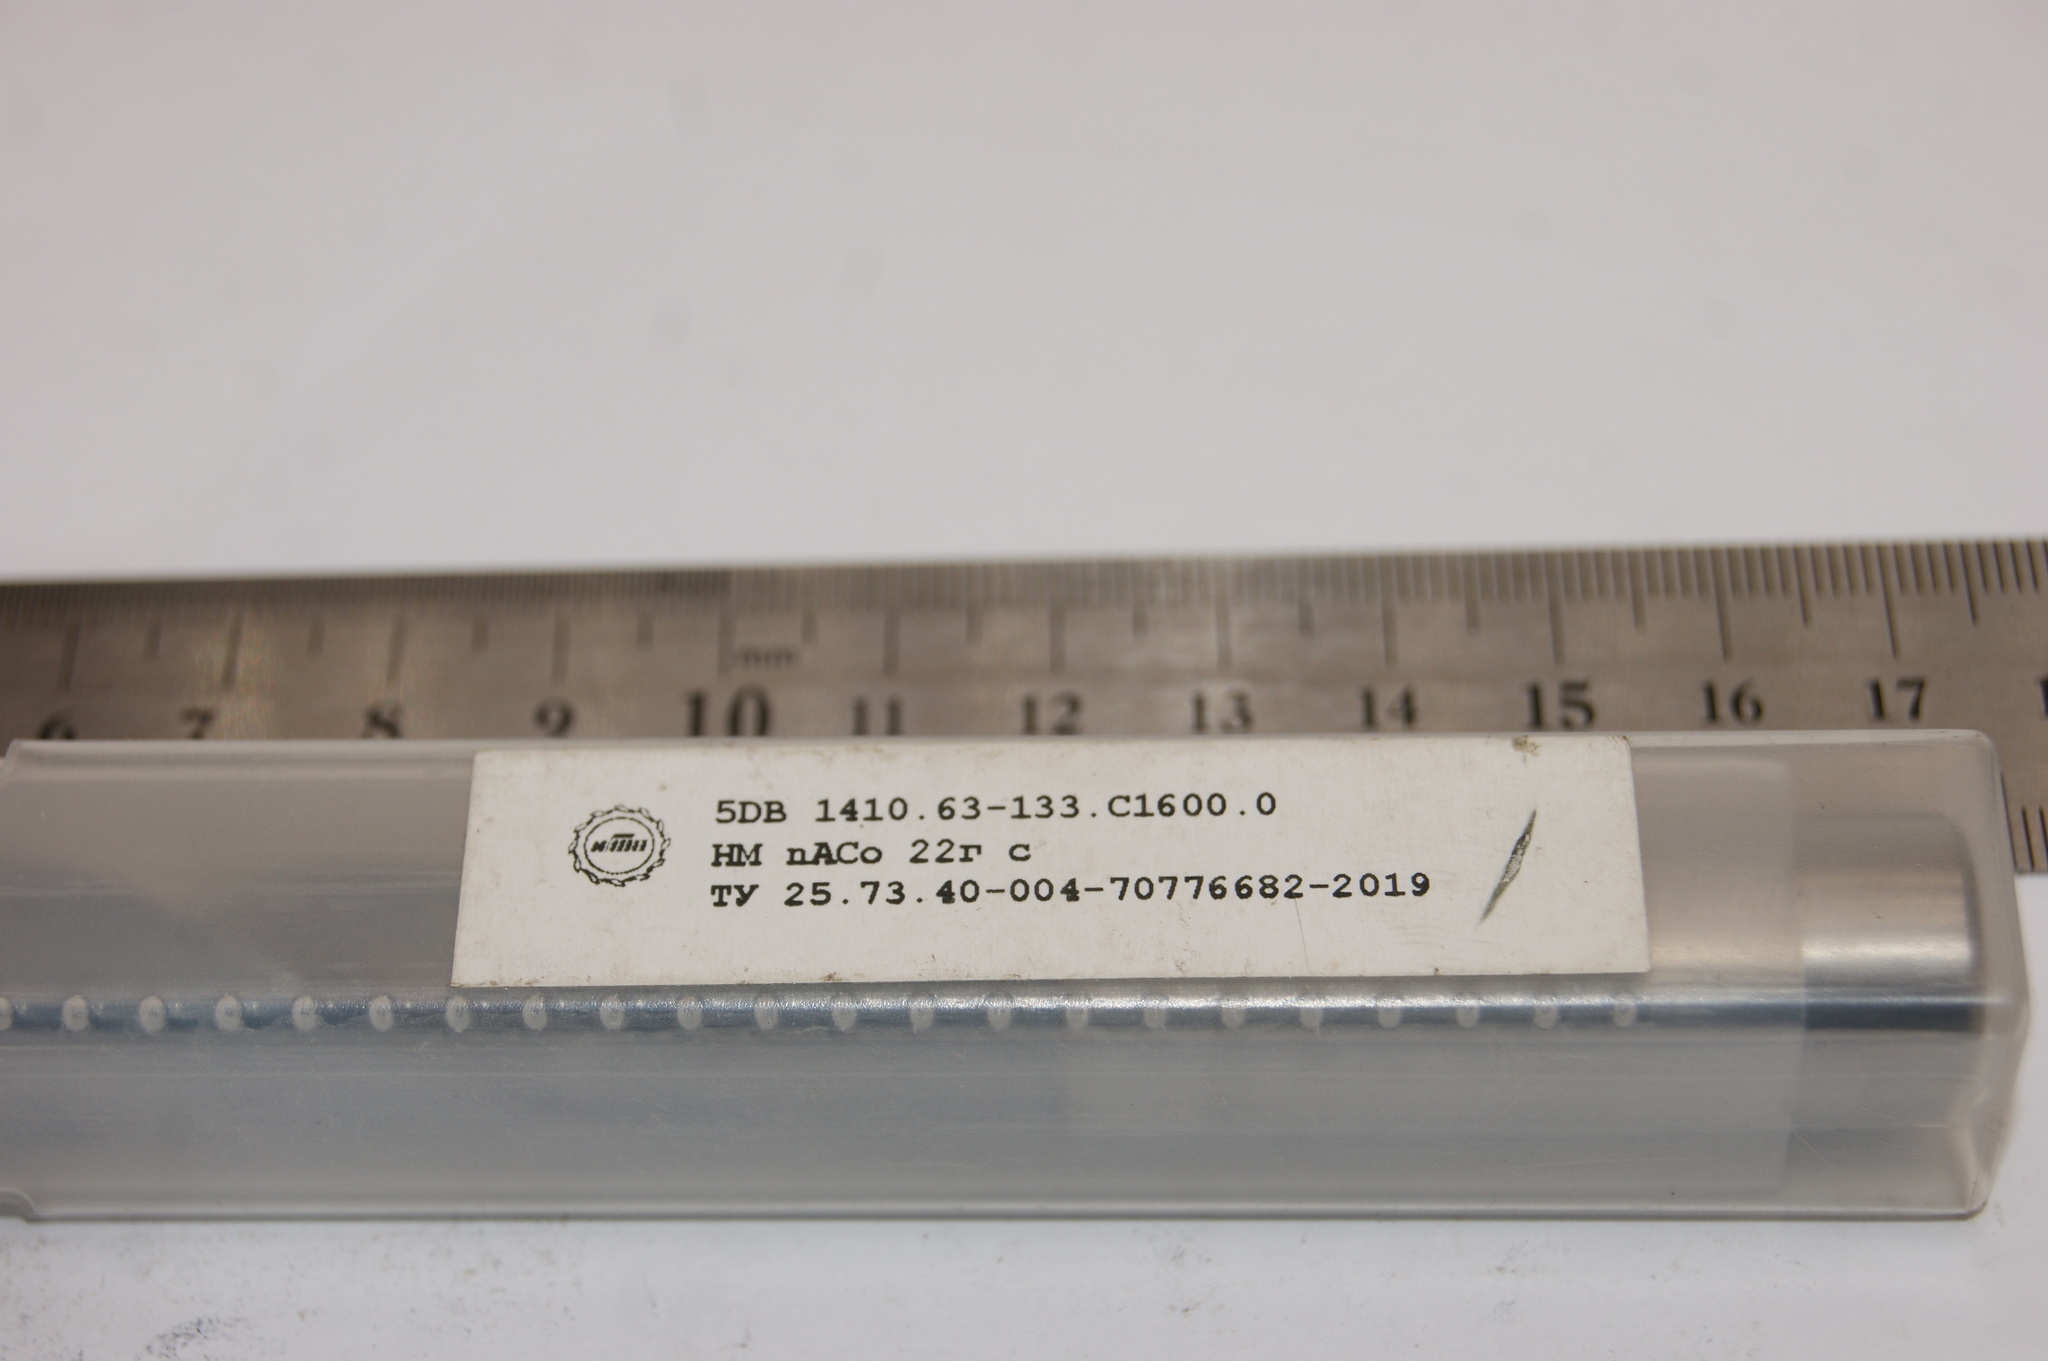 mm
6 7 8 9 10 11 12 13 14 15 16 17
5DB 1410.63-133.C1600.0
HM nACo 22г с
ТУ 25.73.40-004-70776682-2019